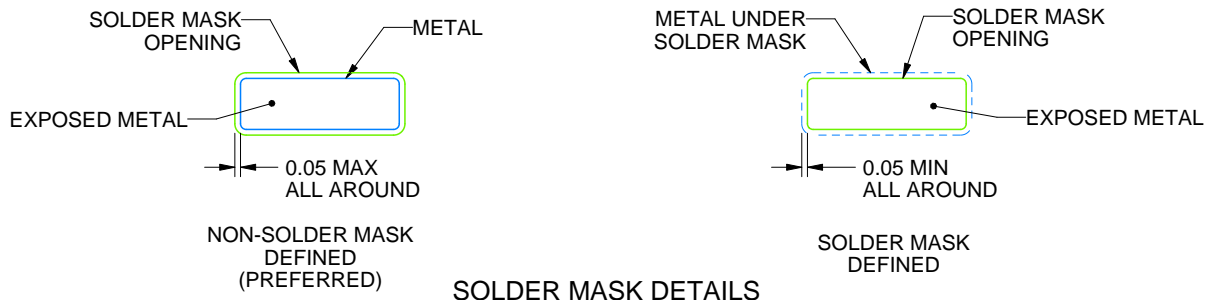 SOLDER MASK
OPENING
METAL
EXPOSED METAL
0.05 MAX
ALL AROUND
NON-SOLDER MASK
DEFINED
(PREFERRED)
METAL UNDER
SOLDER MASK
SOLDER MASK
OPENING
EXPOSED METAL
0.05 MIN
ALL AROUND
SOLDER MASK
DEFINED
SOLDER MASK DETAILS